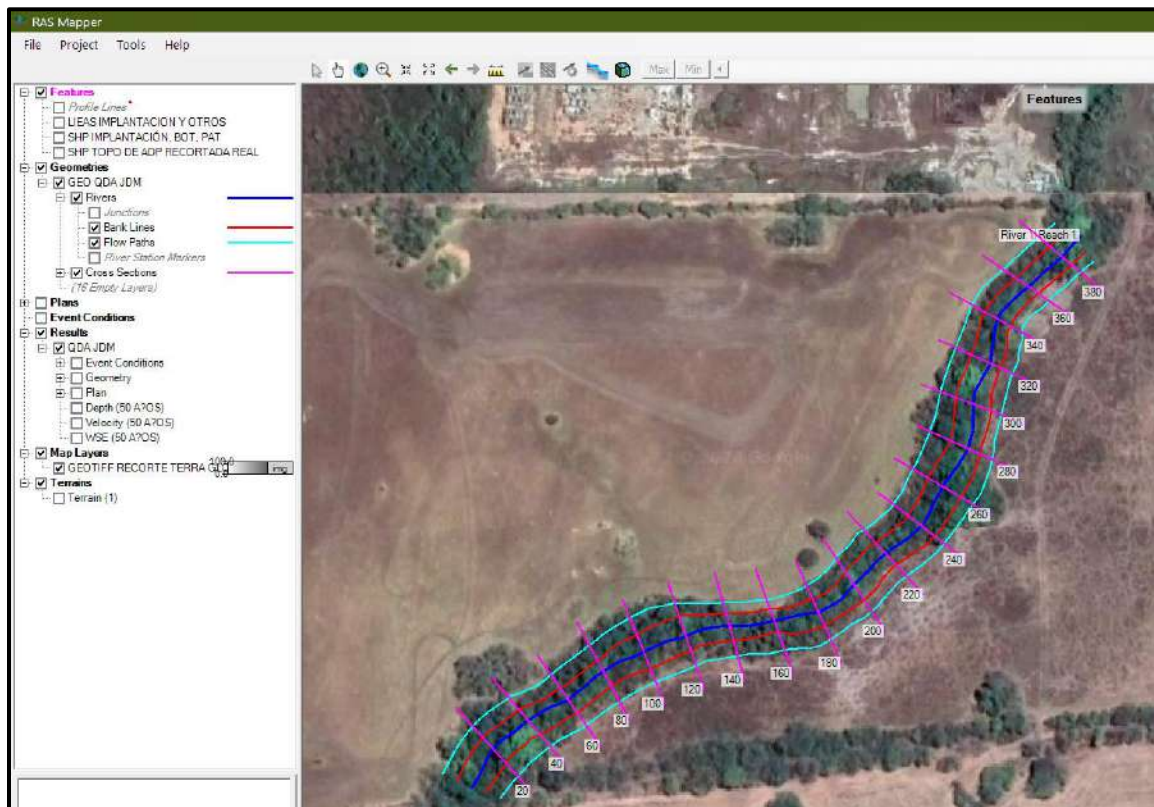 RAS Mapper
File Project Tools Help
Max Min
Features
Profile Lines
LIEAS IMPLANTACION Y OTROS
SHP IMPLANTACIÓN, BOT, PAT
SHP TOPO DE ADP RECORTADA REAL
Geometries
GEO QDA JDM
Rivers
Junctions
Bank Lines
Flow Paths
River Station Markers
Cross Sections
(16 Empty Layers)
Plans
Event Conditions
Results
QDA JDM
Event Conditions
Geometry
Plan
Depth (50 A?OS)
Velocity (50 A?OS)
WSE (50 A?OS)
Map Layers
GEOTIFF RECORTE TERRA
img
Terrains
Terrain (1)
Features
River 1 Reach 1
380
360
340
320
300
280
260
240
220
200
180
160
140
120
100
80
60
40
20